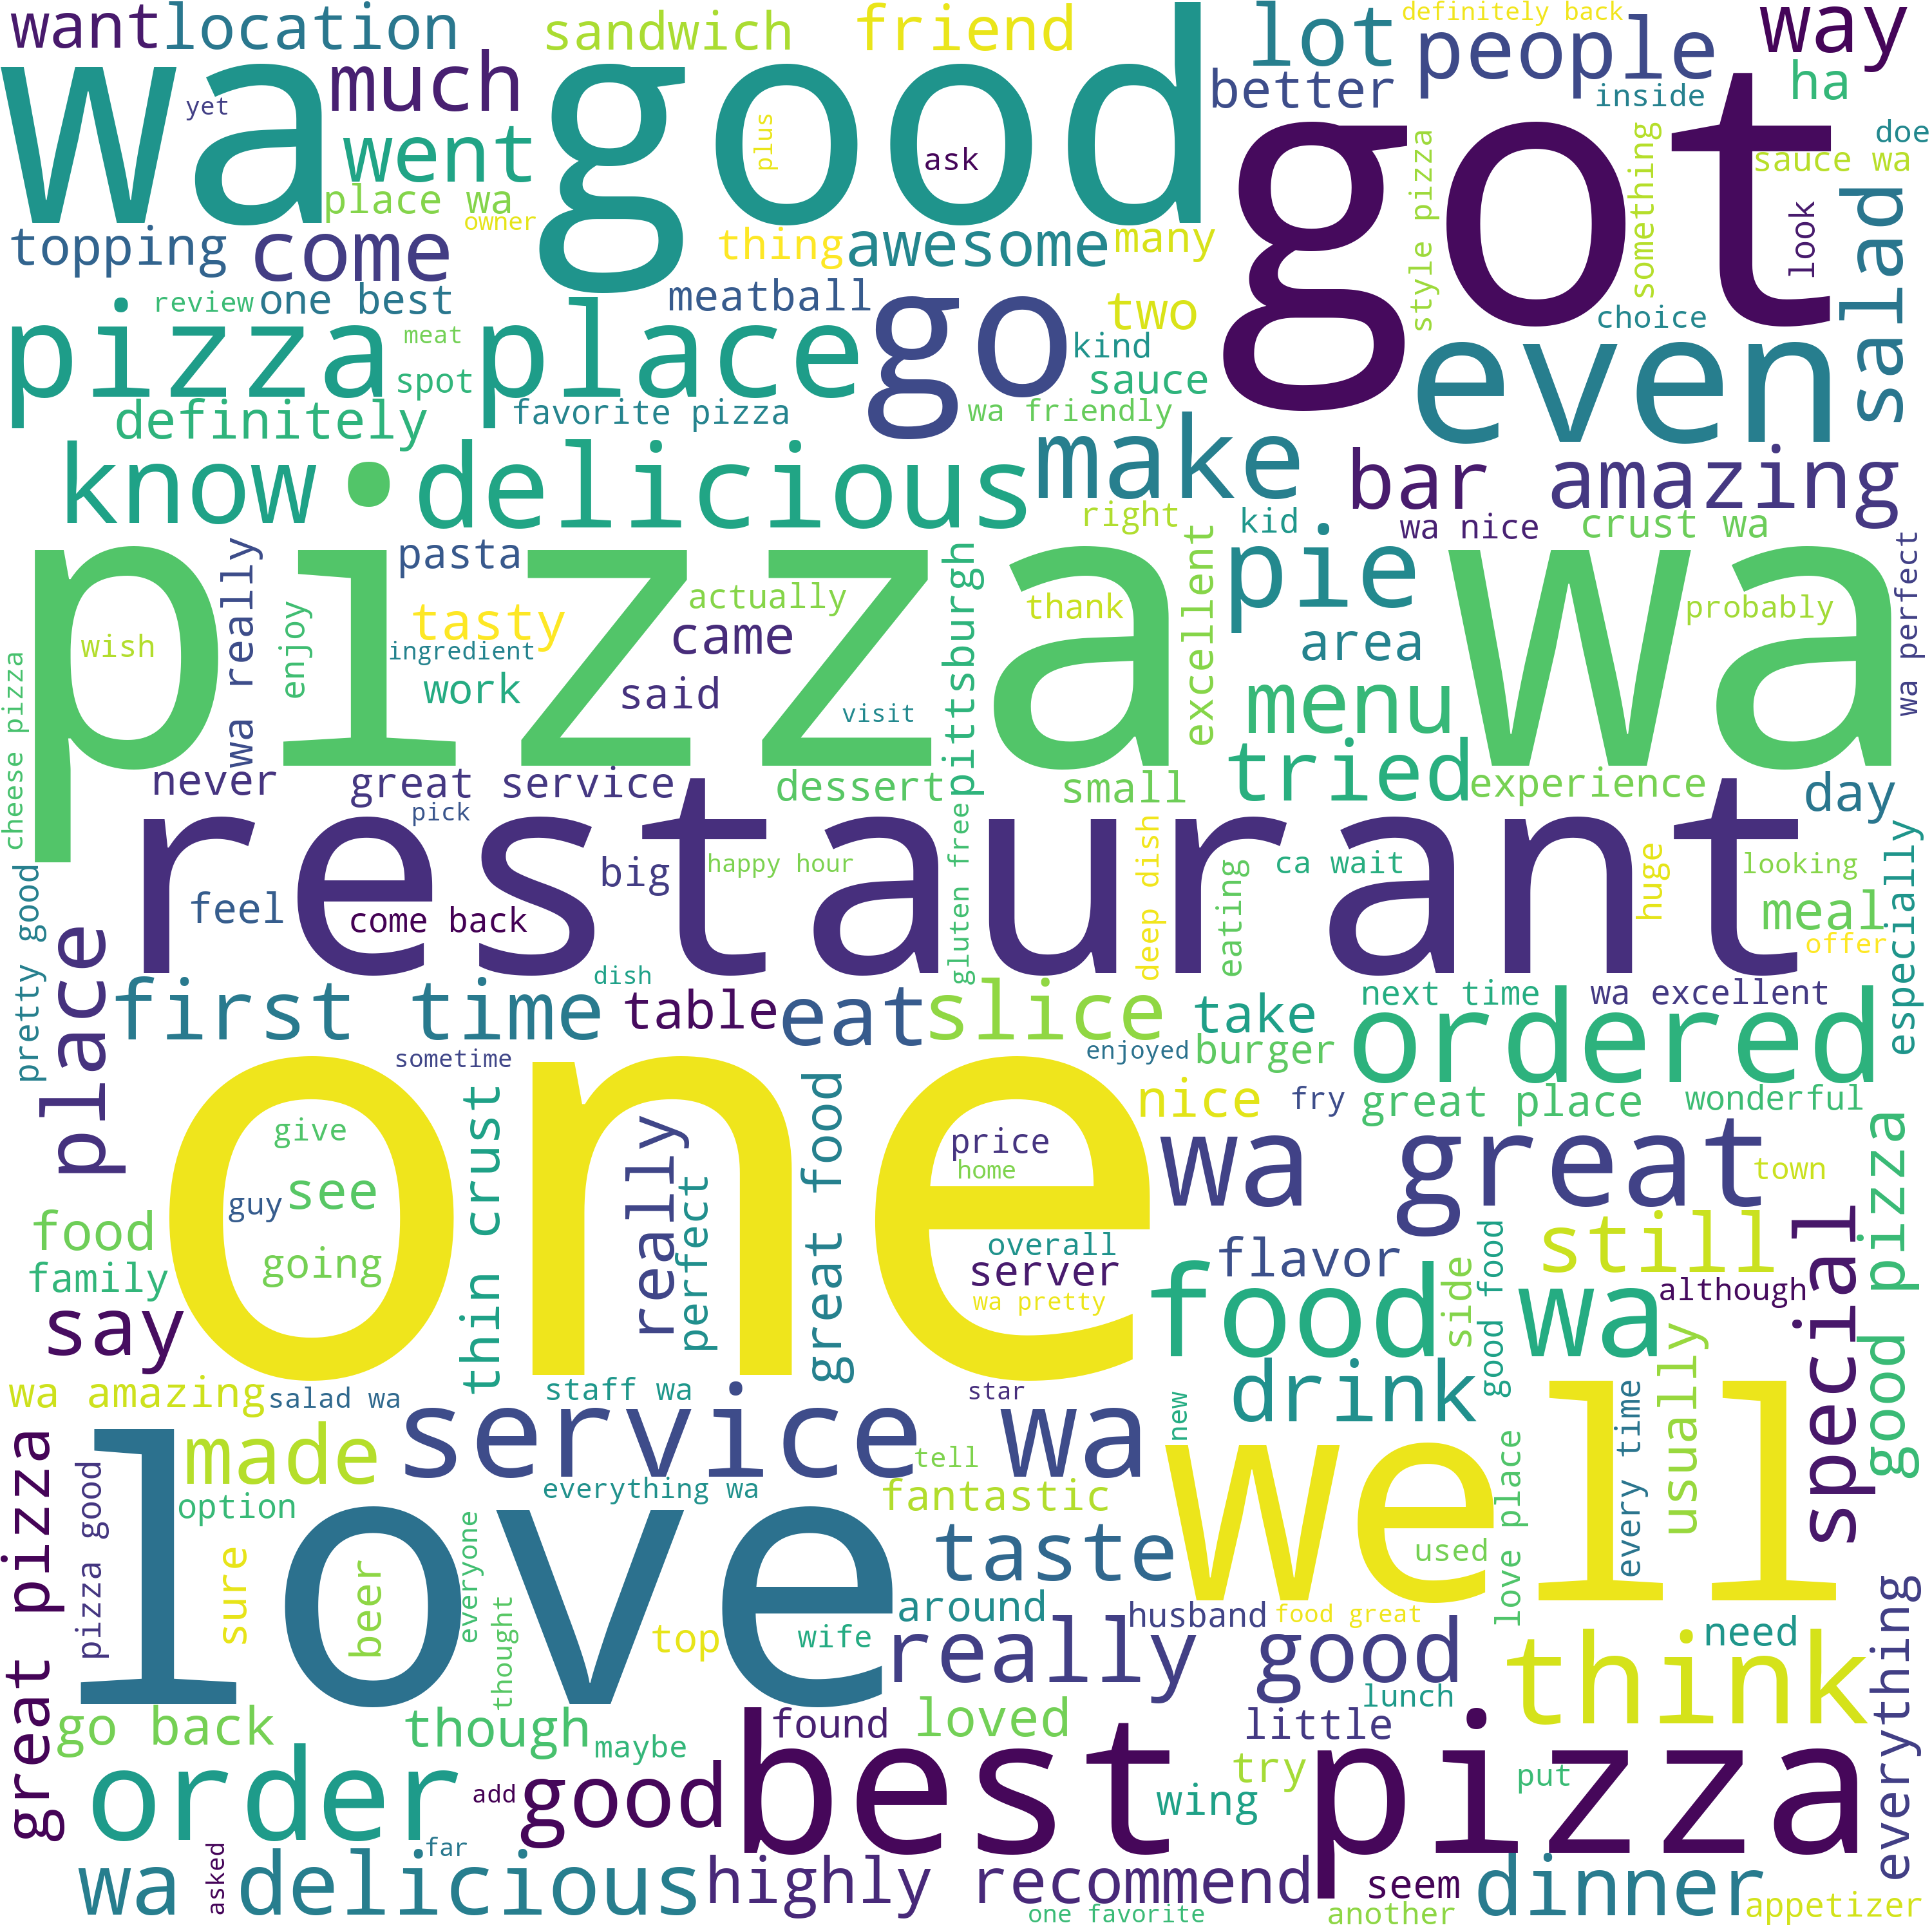 want location sandwich friend lot definitely back people way
wa good got
much yet plus ask better inside ha
went doe
place wa owner sauce wa
topping come thing awesome many style pizza something look salad
review one best meatball two choice
pizza place go even
meat spot kind sauce
definitely favorite pizza wa friendly
know delicious make bar amazing
right kid wa nice crust wa
pizza wa
wa really pasta pittsburgh excellent pie wa perfect
enjoy tasty actually thank probably
wish ingredient came area
cheese pizza work said visit menu
never great service dessert small tried experience day
pick
restaurant
big happy hour gluten free deep dish eating ca wait huge looking especially
pretty good feel come back meal
place offer
first time dish table eat slice take next time wa excellent ordered
sometime enjoyed burger
one
nice fry great place wonderful
give thin crust really great food price wa great good pizza
home town
guy see perfect
food going overall flavor good food still special
family server food wa although
say wa pretty side
wa amazing salad wa staff wa star drink usually
service wa new
great pizza pizza good made tell well love place every time
option everything wa fantastic
love
sure beer everyone taste used
thought around husband food great
top wife really good need everything
lunch think
go back though maybe found loved little
order add good best pizza try put
wing
wa delicious asked far highly recommend seem dinner
one favorite another appetizer